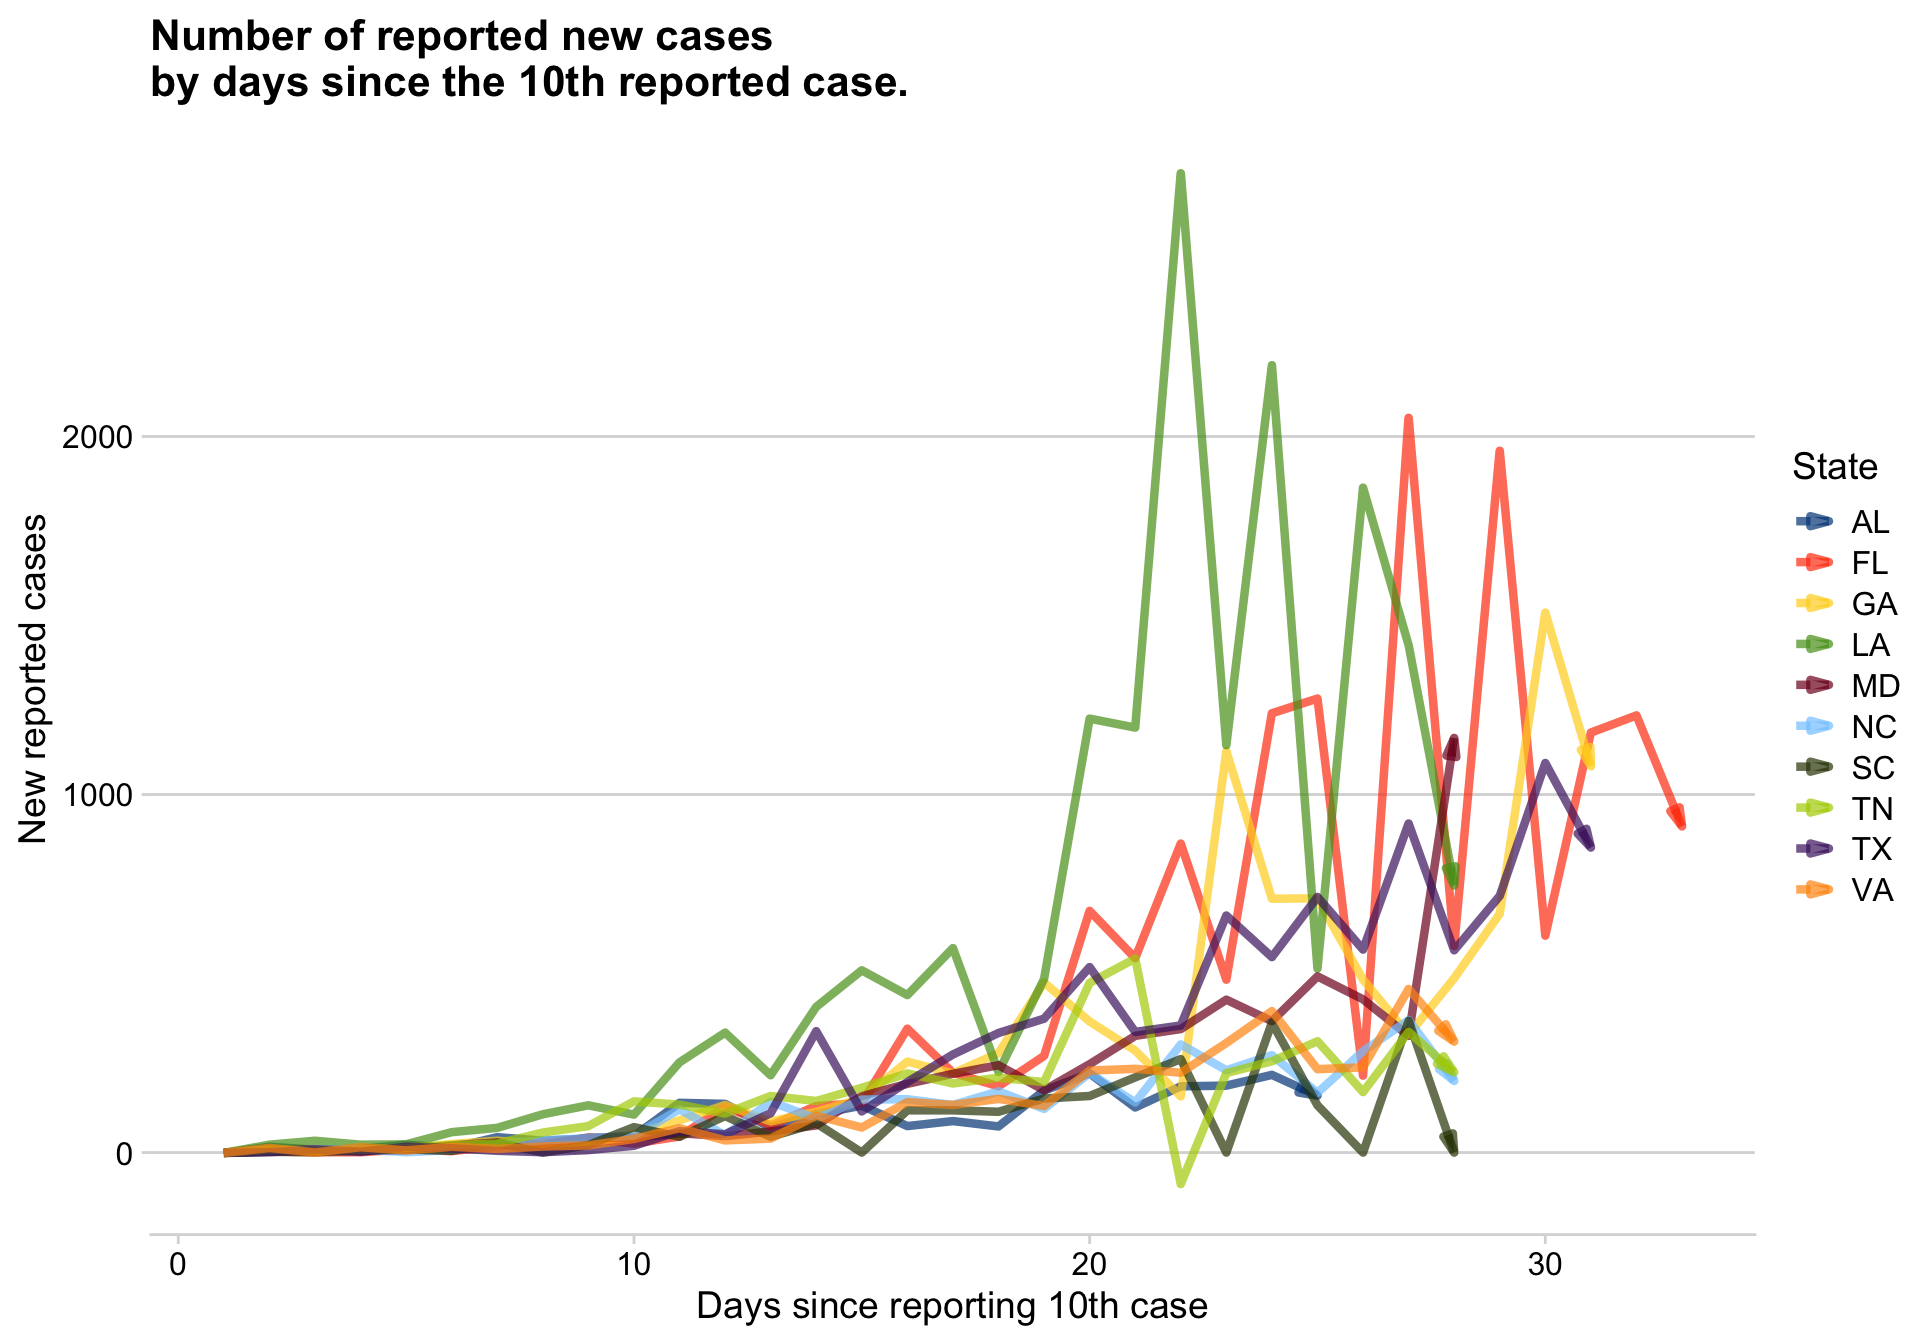 Number of reported new cases
by days since the 10th reported case.
New reported cases
2000
1000
0
0
10
20
30
Days since reporting 10th case
State
AL
FL
GA
LA
MD
NC
SC
TN
TX
VA